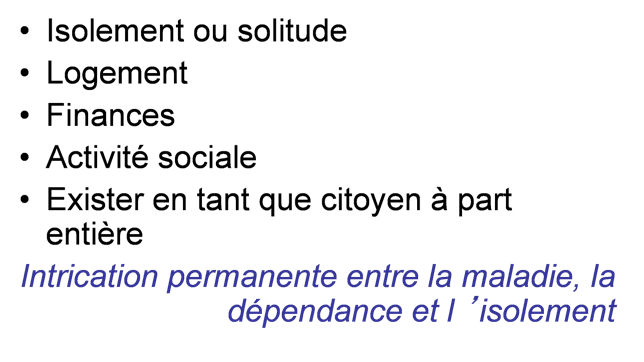 • Isolement ou solitude
• Logement
• Finances
• Activité sociale
• Exister en tant que citoyen à part
entière
Intrication permanente entre la maladie, la
dépendance et l ’isolement